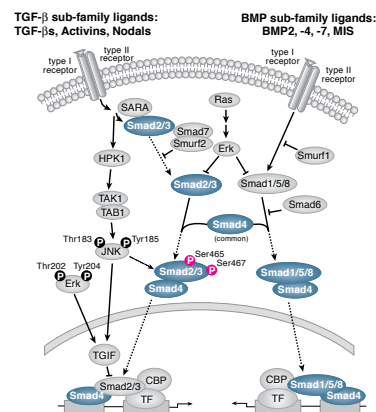 TGF-β sub-family ligands:
TGF-βs, Activins, Nodals
BMP sub-family ligands:
BMP2, -4, -7, MIS
type I
receptor
type II
receptor
type I
receptor
type II
receptor
SARA
Smad2/3
Ras
Smad7
Smurf2
Erk
HPK1
Smurf1
Smad2/3
Smad1/5/8
TAK1
TAB1
Smad6
Smad4
(common)
Thr183
P
P
Tyr185
JNK
Ser465
P
Smad2/3
P
Ser467
Smad4
Thr202
Tyr204
P
P
Erk
Smad1/5/8
Smad4
TGIF
Smad2/3
CBP
Smad4
TF
CBP
Smad1/5/8
TF
Smad4